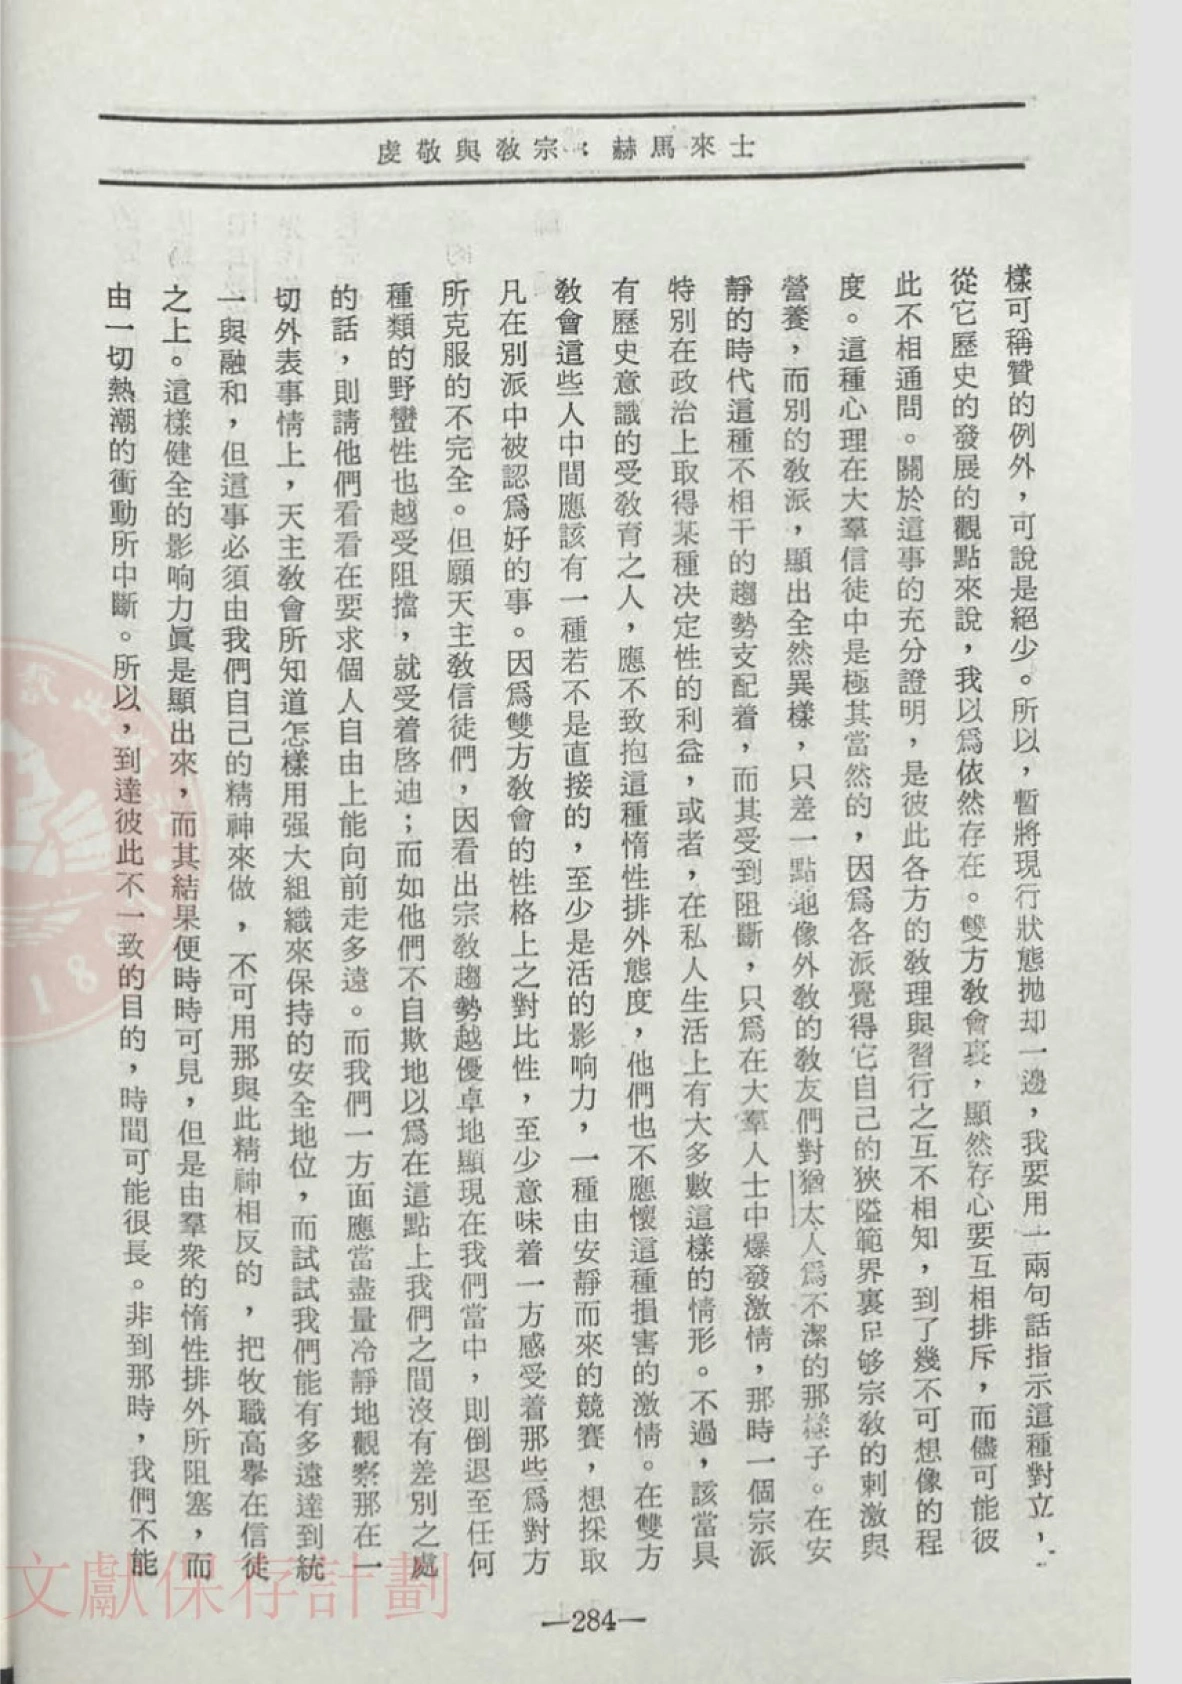 虔敬與教宗：赫馬來士
樣可稱贊的例外，可說是絕少。所以，暫將現行狀態抛却一邊，我要用一兩句話指示這種對立，
從它歷史的發展的觀點來說，我以爲依然存在。雙方教會裏，顯然存心要互相排斥，而儘可能彼
此不相通問。關於這事的充分證明，是彼此各方的教理與習行之互不相知，到了幾不可想像的程
度。這種心理在大羣信徒中是極其當然的，因爲各派覺得它自己的狹隘範界裏足够宗教的刺激與
營養，而別的教派，顯出全然異樣，只差一點地像外教的教友們對猶太人爲不潔的那樣子。在安
靜的時代這種不相干的趨勢支配着，而其受到阻斷，只爲在大羣人士中爆發激情，那時一個宗派
特別在政治上取得某種决定性的利益，或者，在私人生活上有大多數這樣的情形。不過，該當具
有歷史意識的受教育之人，應不致抱這種惰性排外態度，他們也不應懷這種損害的激情。在雙方
教會這些人中間應該有一種若不是直接的，至少是活的影响力，一種由安靜而來的競賽，想採取
凡在別派中被認爲好的事。因爲雙方教會的性格上之對比性，至少意味着一方感受着那些爲對方
所克服的不完全。但願天主教信徒們，因看出宗教趨勢越優卓地顯現在我們當中，則倒退至任何
種類的野蠻性也越受阻擋，就受着啓迪；而如他們不自欺地以爲在這點上我們之間沒有差別之處
的話，則請他們看看在要求個人自由上能向前走多遠。而我們一方面應當盡量冷靜地觀察那在一
切外表事情上，天主教會所知道怎樣用强大組織來保持的安全地位，而試試我們能有多遠達到統
一與融和，但這事必須由我們自己的精神來做，不可用那與此精神相反的，把牧職高擧在信徒
之上。這樣健全的影响力眞是顯出來，而其結果便時時可見，但是由羣衆的惰性排外所阻塞，而
由一切熱潮的衝動所中斷。所以，到達彼此不一致的目的，時間可能很長。非到那時，我們不能
—284—
文獻保存計劃